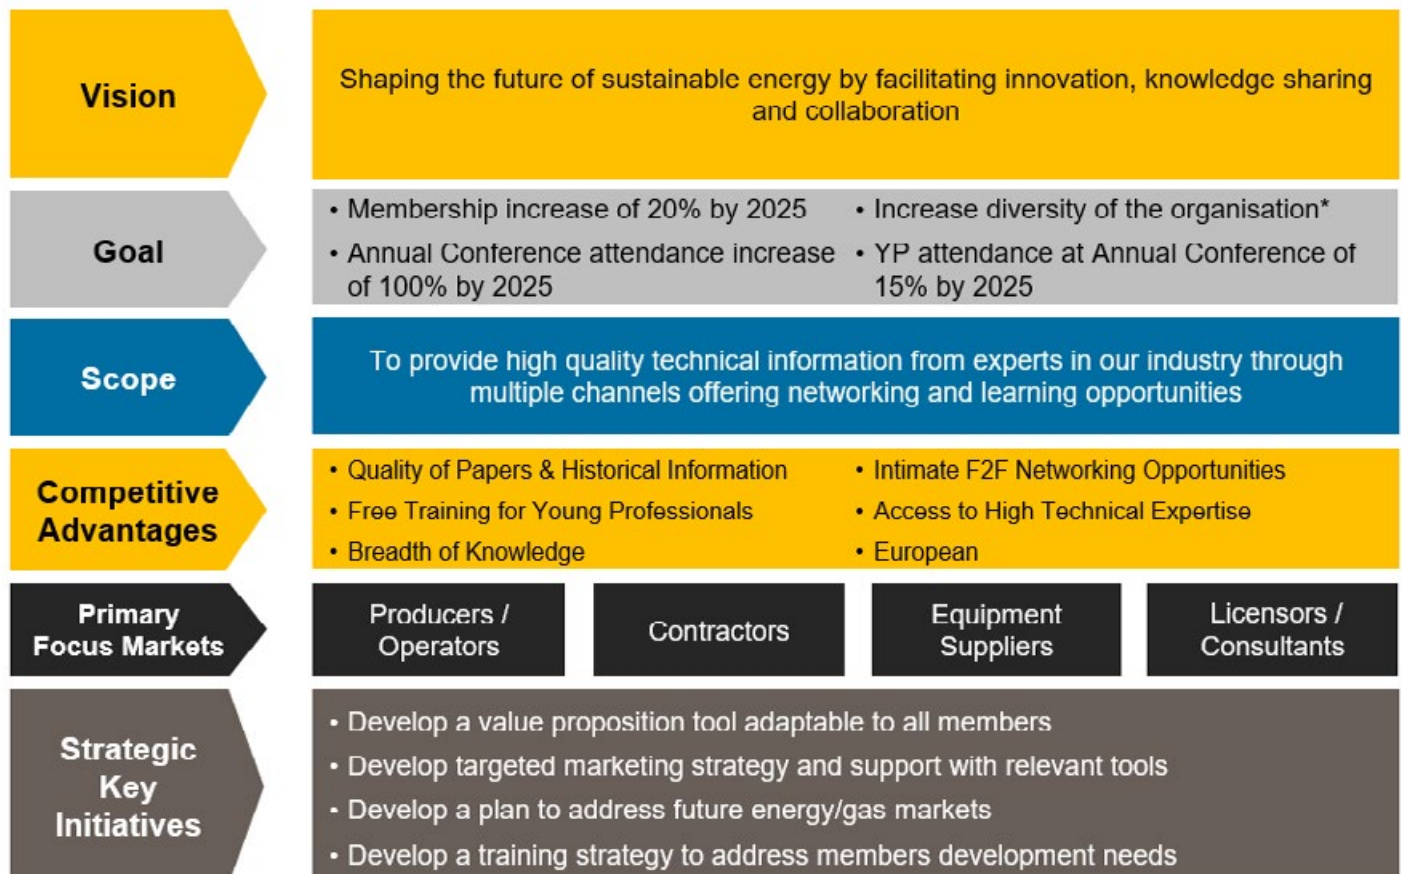 Vision
Shaping the future of sustainable energy by facilitating innovation, knowledge sharing
and collaboration
Goal
• Membership increase of 20% by 2025
• Annual Conference attendance increase
of 100% by 2025
• Increase diversity of the organisation*
• YP attendance at Annual Conference of
15% by 2025
Scope
To provide high quality technical information from experts in our industry through
multiple channels offering networking and learning opportunities
Competitive
Advantages
• Quality of Papers & Historical Information
• Free Training for Young Professionals
• Breadth of Knowledge
• Intimate F2F Networking Opportunities
• Access to High Technical Expertise
• European
Primary
Focus Markets
Producers /
Operators
Contractors
Equipment
Suppliers
Licensors /
Consultants
Strategic
Key
Initiatives
• Develop a value proposition tool adaptable to all members
• Develop targeted marketing strategy and support with relevant tools
• Develop a plan to address future energy/gas markets
• Develop a training strategy to address members development needs